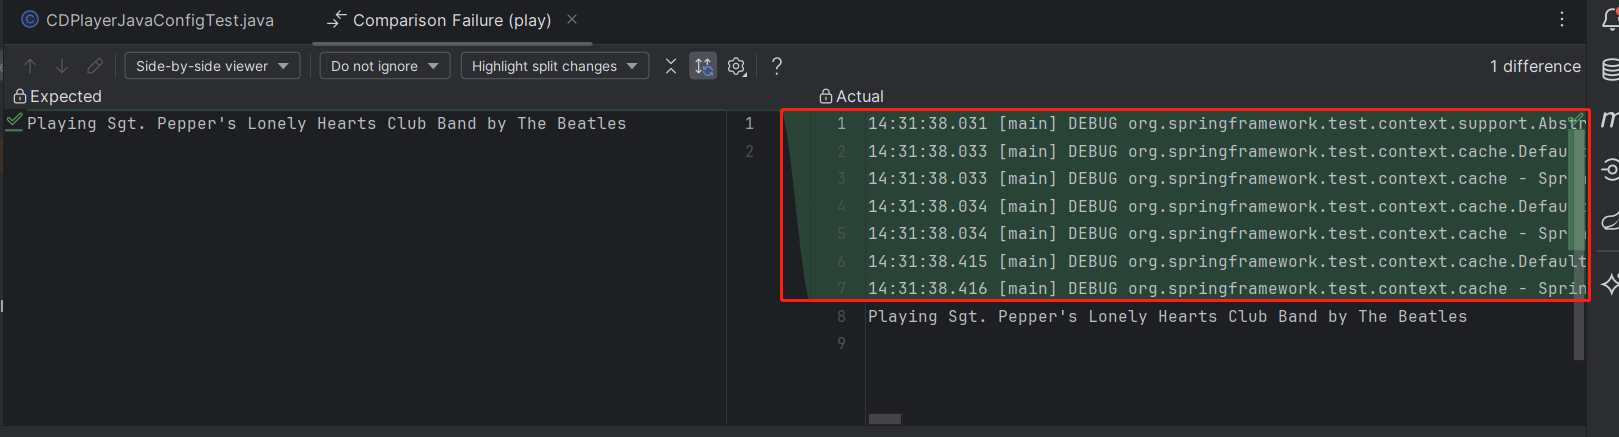 CDPlayerJavaConfigTest.java
Comparison Failure (play)
Side-by-side viewer
Do not ignore
Highlight split changes
?
1 difference
Expected
Actual
Playing Sgt. Pepper's Lonely Hearts Club Band by The Beatles
1
2
1 14:31:38.031 [main] DEBUG org.springframework.test.context.support.Abstr
2 14:31:38.033 [main] DEBUG org.springframework.test.context.cache.Defau
3 14:31:38.033 [main] DEBUG org.springframework.test.context.cache - Spr
4 14:31:38.034 [main] DEBUG org.springframework.test.context.cache.Defau
5 14:31:38.034 [main] DEBUG org.springframework.test.context.cache - Spr
6 14:31:38.415 [main] DEBUG org.springframework.test.context.cache.Default
7 14:31:38.416 [main] DEBUG org.springframework.test.context.cache - Sprin
8 Playing Sgt. Pepper's Lonely Hearts Club Band by The Beatles
9